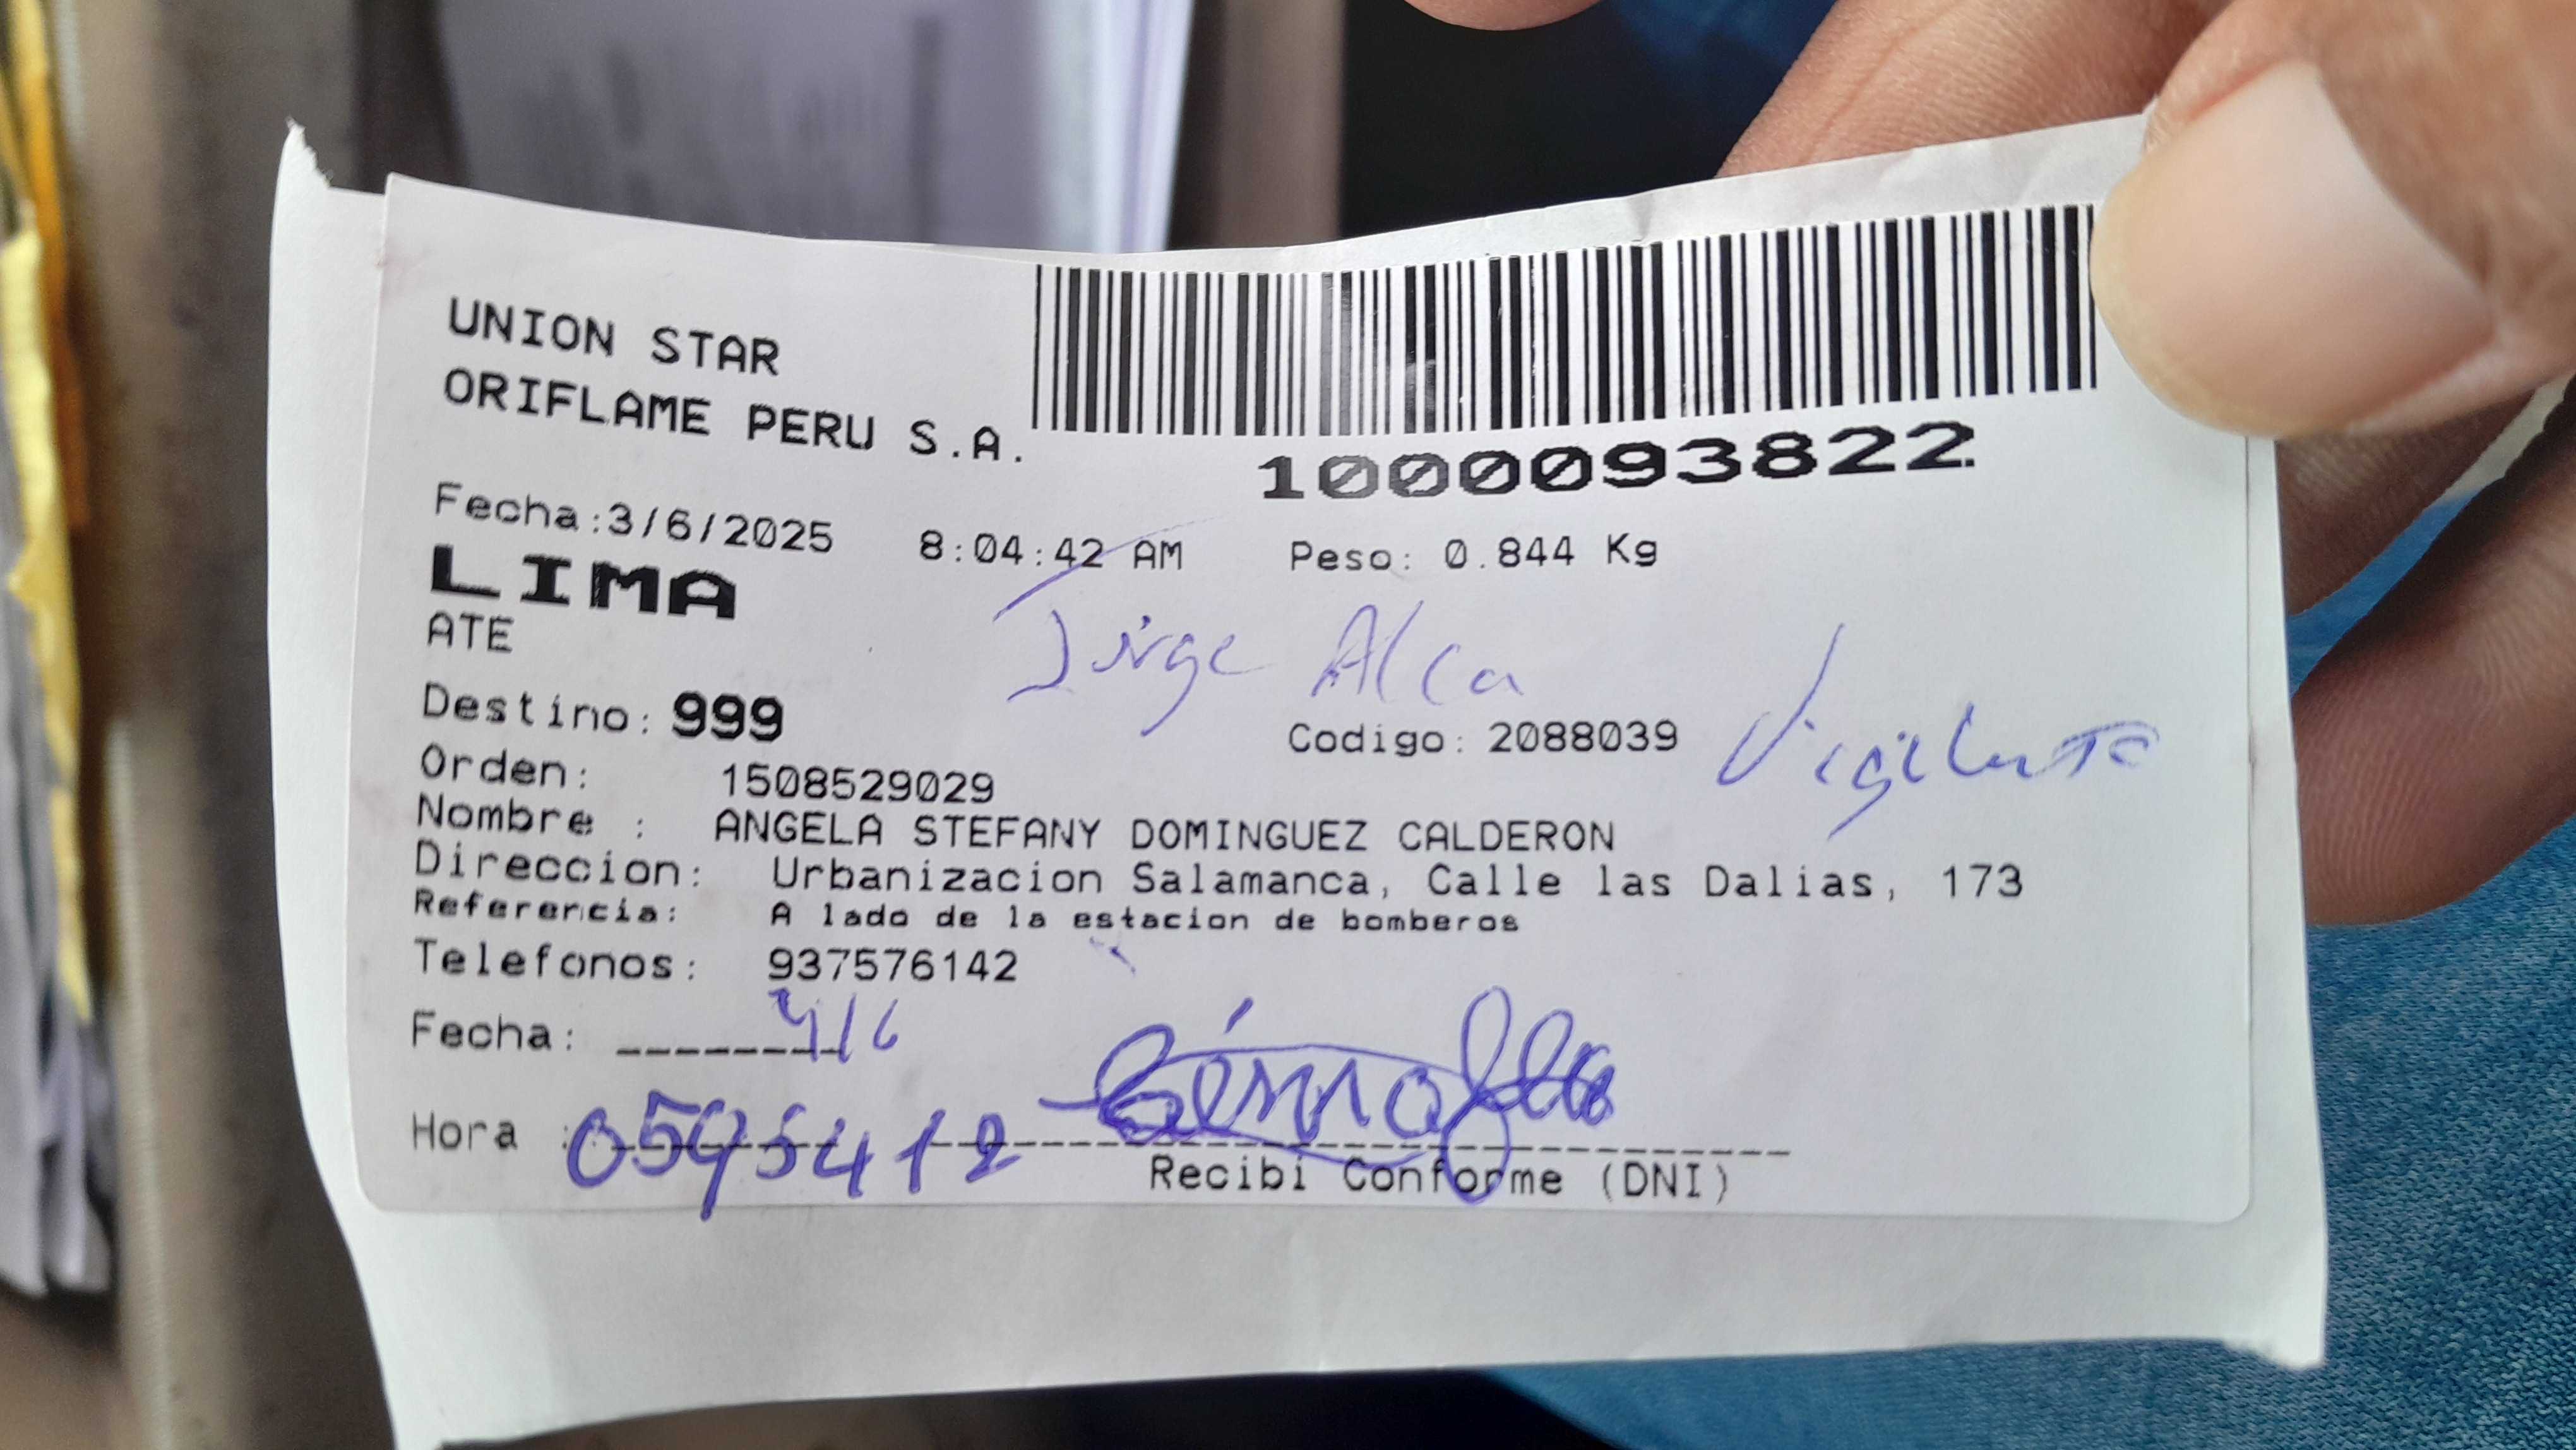 UNION STAR
ORIFLAME PERU S.A.
1000093822
Fecha:3/6/2025 8:04:42 AM Peso: 0.844 Kg
LIMA
ATE
Jorge Alca
Destino: 999
Codigo: 2088039 Vigilante
Orden: 1508529029
Nombre : ANGELA STEFANY DOMINGUEZ CALDERON
Direccion: Urbanizacion Salamanca, Calle las Dalias, 173
Referencia: A lado de la estacion de bomberos
Telefonos: 937576142
Fecha: 4/6
Hora :
Recibi Conforme (DNI)